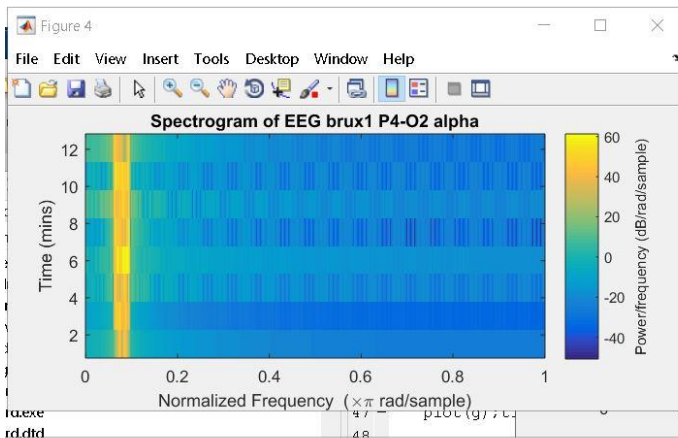 Figure 4
File Edit View Insert Tools Desktop Window Help
Spectrogram of EEG brux1 P4-O2 alpha
12
10
8
6
4
2
Time (mins)
0 0.2 0.4 0.6 0.8 1
Normalized Frequency (×π rad/sample)
60
40
20
0
-20
-40
Power/frequency (dB/rad/sample)
rd.exe
rd.dtd
47 –
48